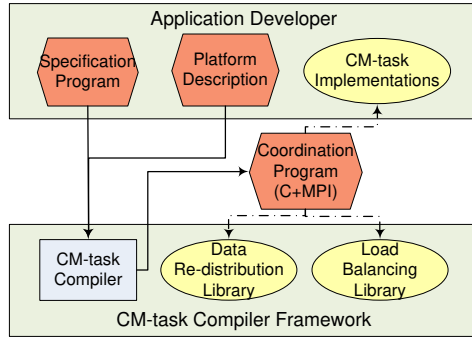 Application Developer
Specification
Program
Platform
Description
CM-task
Implementations
Coordination
Program
(C+MPI)
CM-task
Compiler
Data
Re-distribution
Library
Load
Balancing
Library
CM-task Compiler Framework